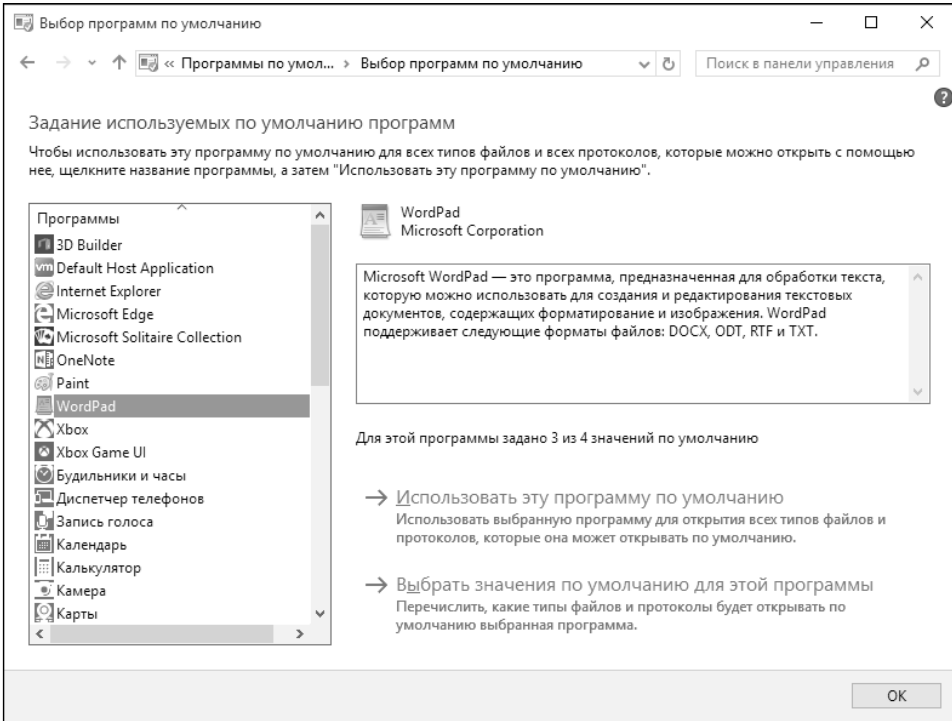 Выбор программ по умолчанию
« Программы по умол... › Выбор программ по умолчанию
Поиск в панели управления
?
Задание используемых по умолчанию программ
Чтобы использовать эту программу по умолчанию для всех типов файлов и всех протоколов, которые можно открыть с помощью
нее, щелкните название программы, а затем "Использовать эту программу по умолчанию".
Программы
3D Builder
vm Default Host Application
Internet Explorer
Microsoft Edge
Microsoft Solitaire Collection
OneNote
Paint
WordPad
Xbox
Xbox Game UI
Будильники и часы
Диспетчер телефонов
Запись голоса
Календарь
Калькулятор
Камера
Карты
WordPad
Microsoft Corporation
Microsoft WordPad — это программа, предназначенная для обработки текста,
которую можно использовать для создания и редактирования текстовых
документов, содержащих форматирование и изображения. WordPad
поддерживает следующие форматы файлов: DOCX, ODT, RTF и TXT.
Для этой программы задано 3 из 4 значений по умолчанию
Использовать эту программу по умолчанию
Использовать выбранную программу для открытия всех типов файлов и
протоколов, которые она может открывать по умолчанию.
Выбрать значения по умолчанию для этой программы
Перечислить, какие типы файлов и протоколы будет открывать по
умолчанию выбранная программа.
OK